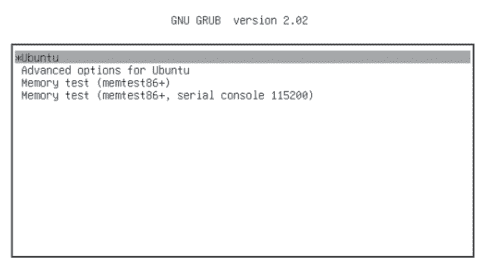 GNU GRUB version 2.02
*Ubuntu
Advanced options for Ubuntu
Memory test (memtest86+)
Memory test (memtest86+, serial console 115200)